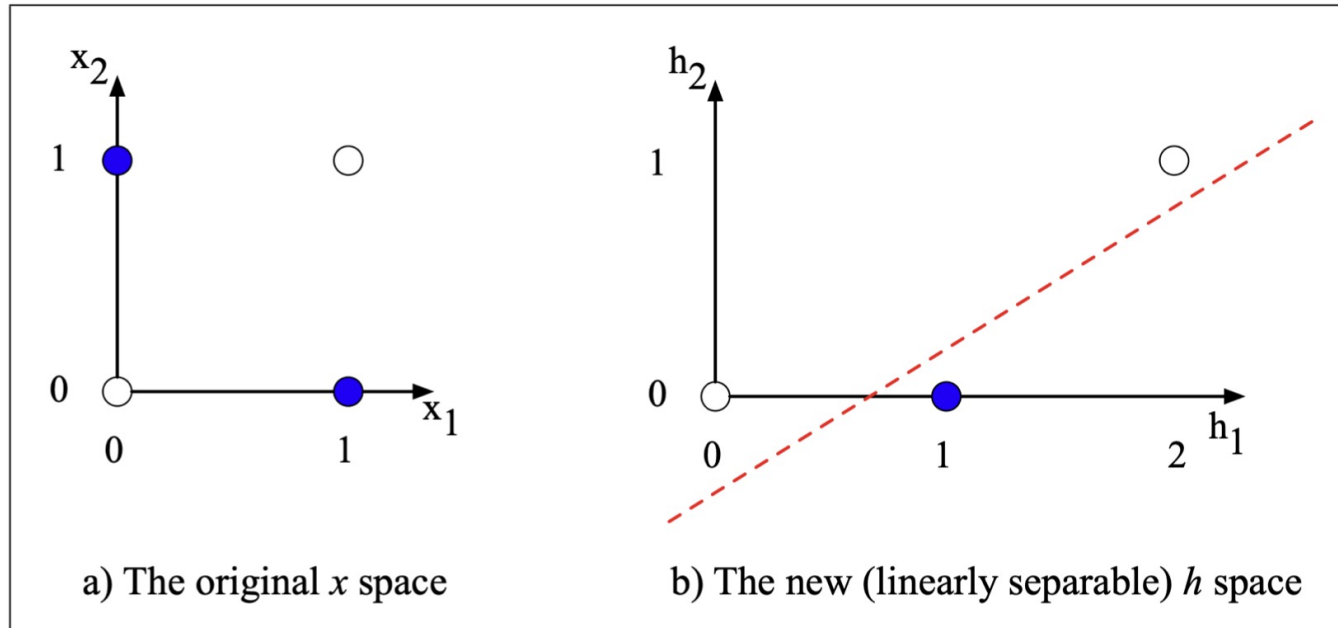 x2
1
0
x1
0
1
a) The original x space
h2
1
0
h1
0
1
2
b) The new (linearly separable) h space